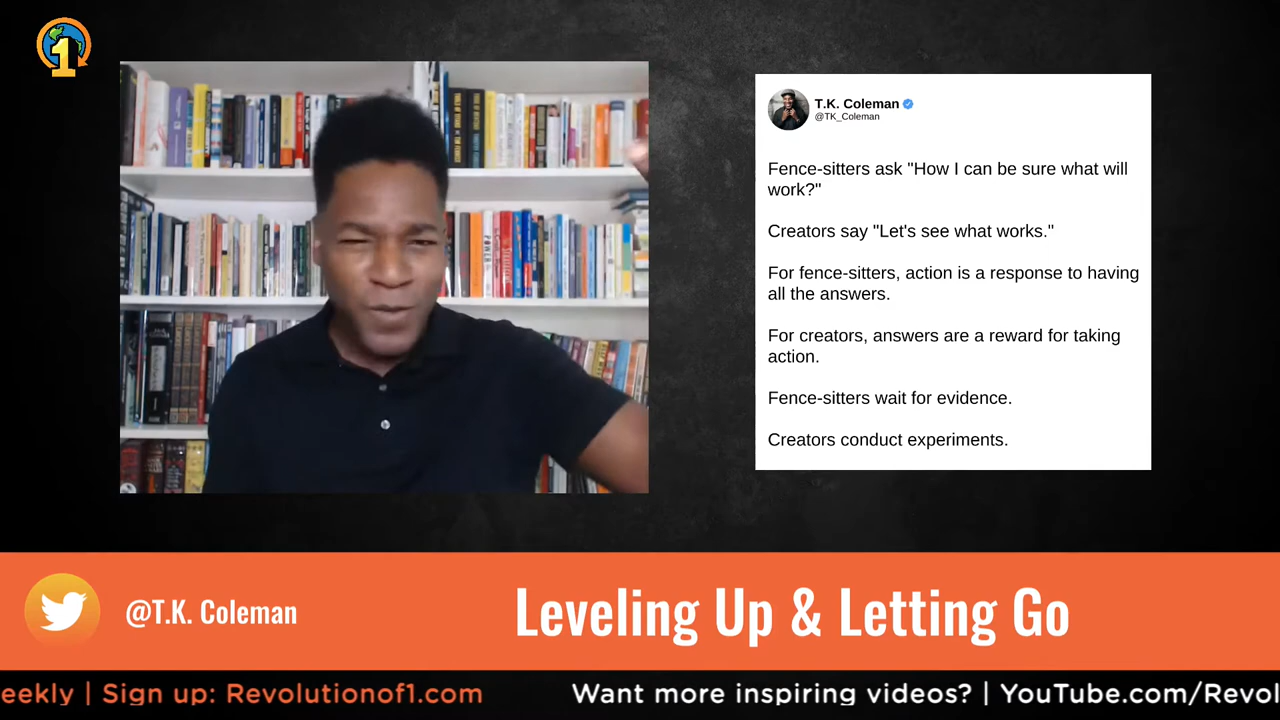 1
T.K. Coleman
@TK_Coleman
Fence-sitters ask "How I can be sure what will
work?"
Creators say "Let's see what works."
For fence-sitters, action is a response to having
all the answers.
For creators, answers are a reward for taking
action.
Fence-sitters wait for evidence.
Creators conduct experiments.
POWER
@T.K. Coleman
Leveling Up & Letting Go
eekly | Sign up: Revolutionof1.com
Want more inspiring videos? | YouTube.com/Revol